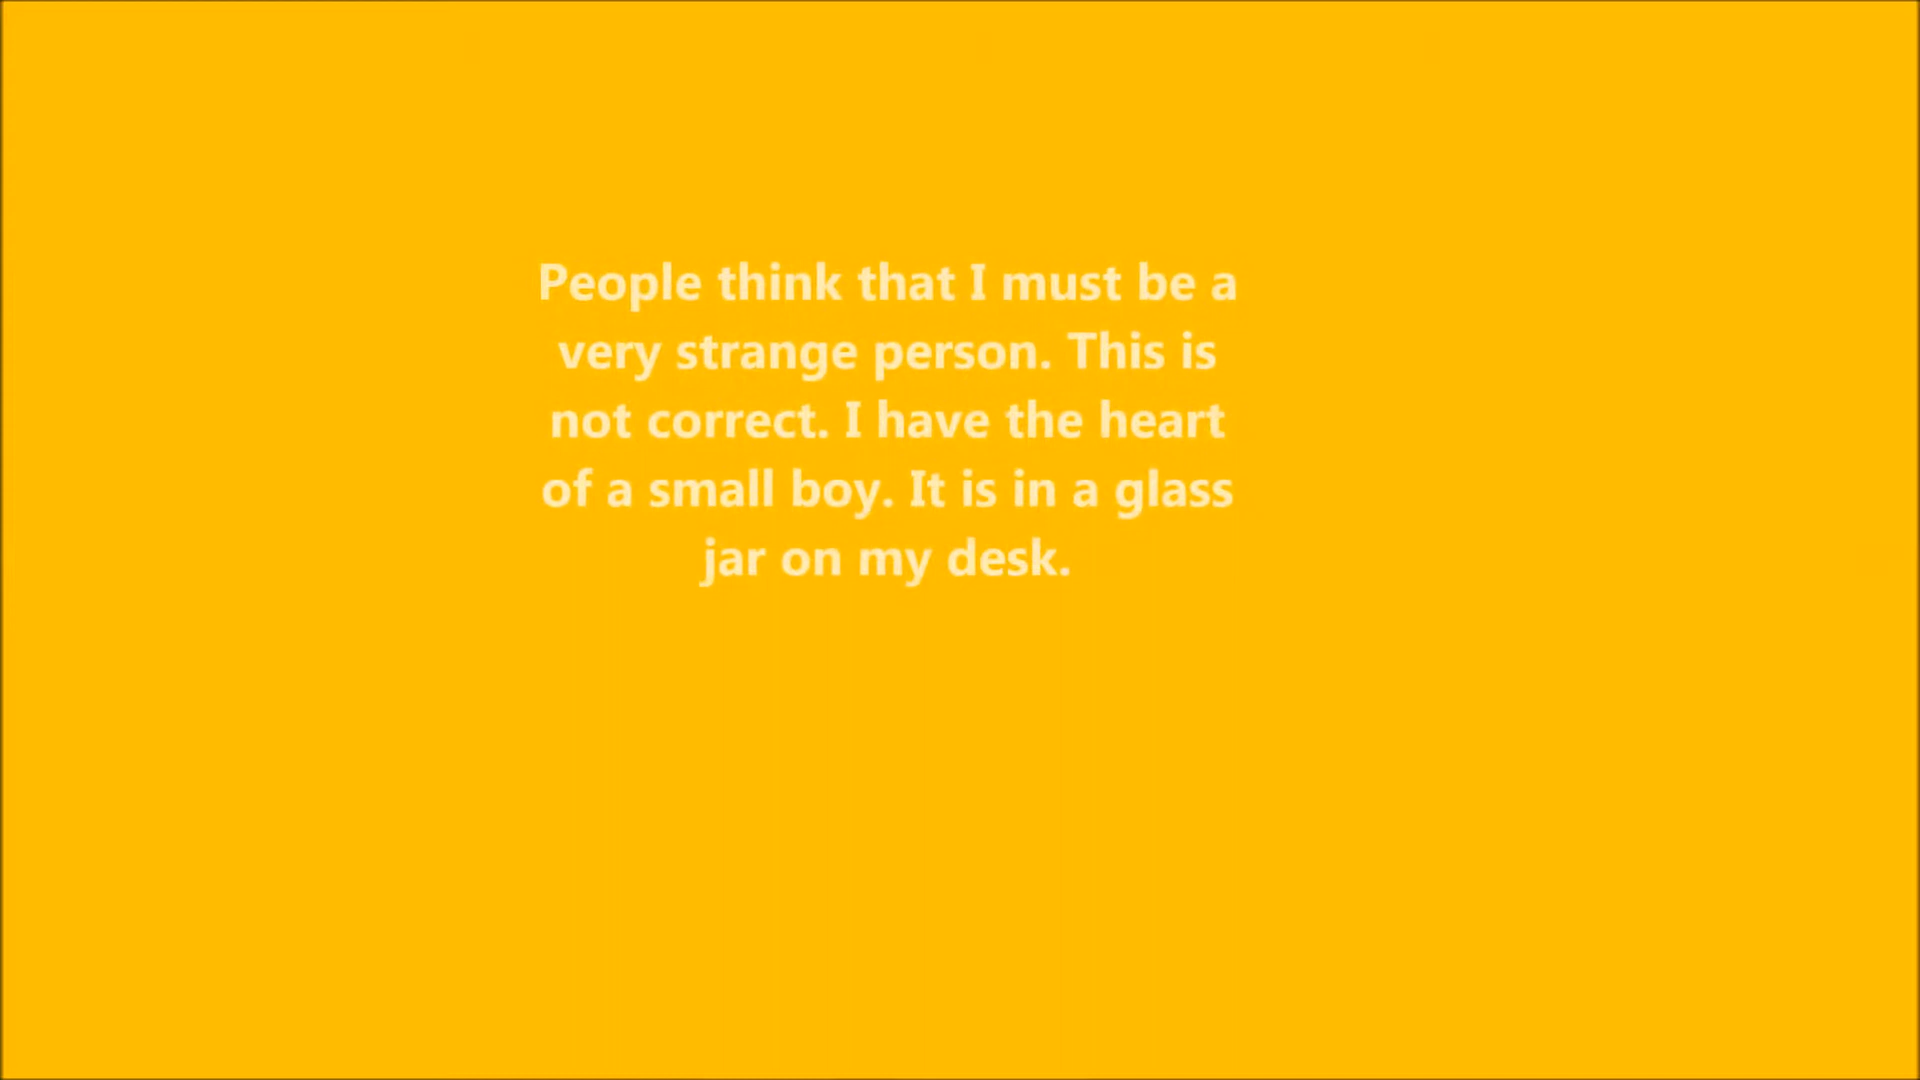 People think that I must be a
very strange person. This is
not correct. I have the heart
of a small boy. It is in a glass
jar on my desk.